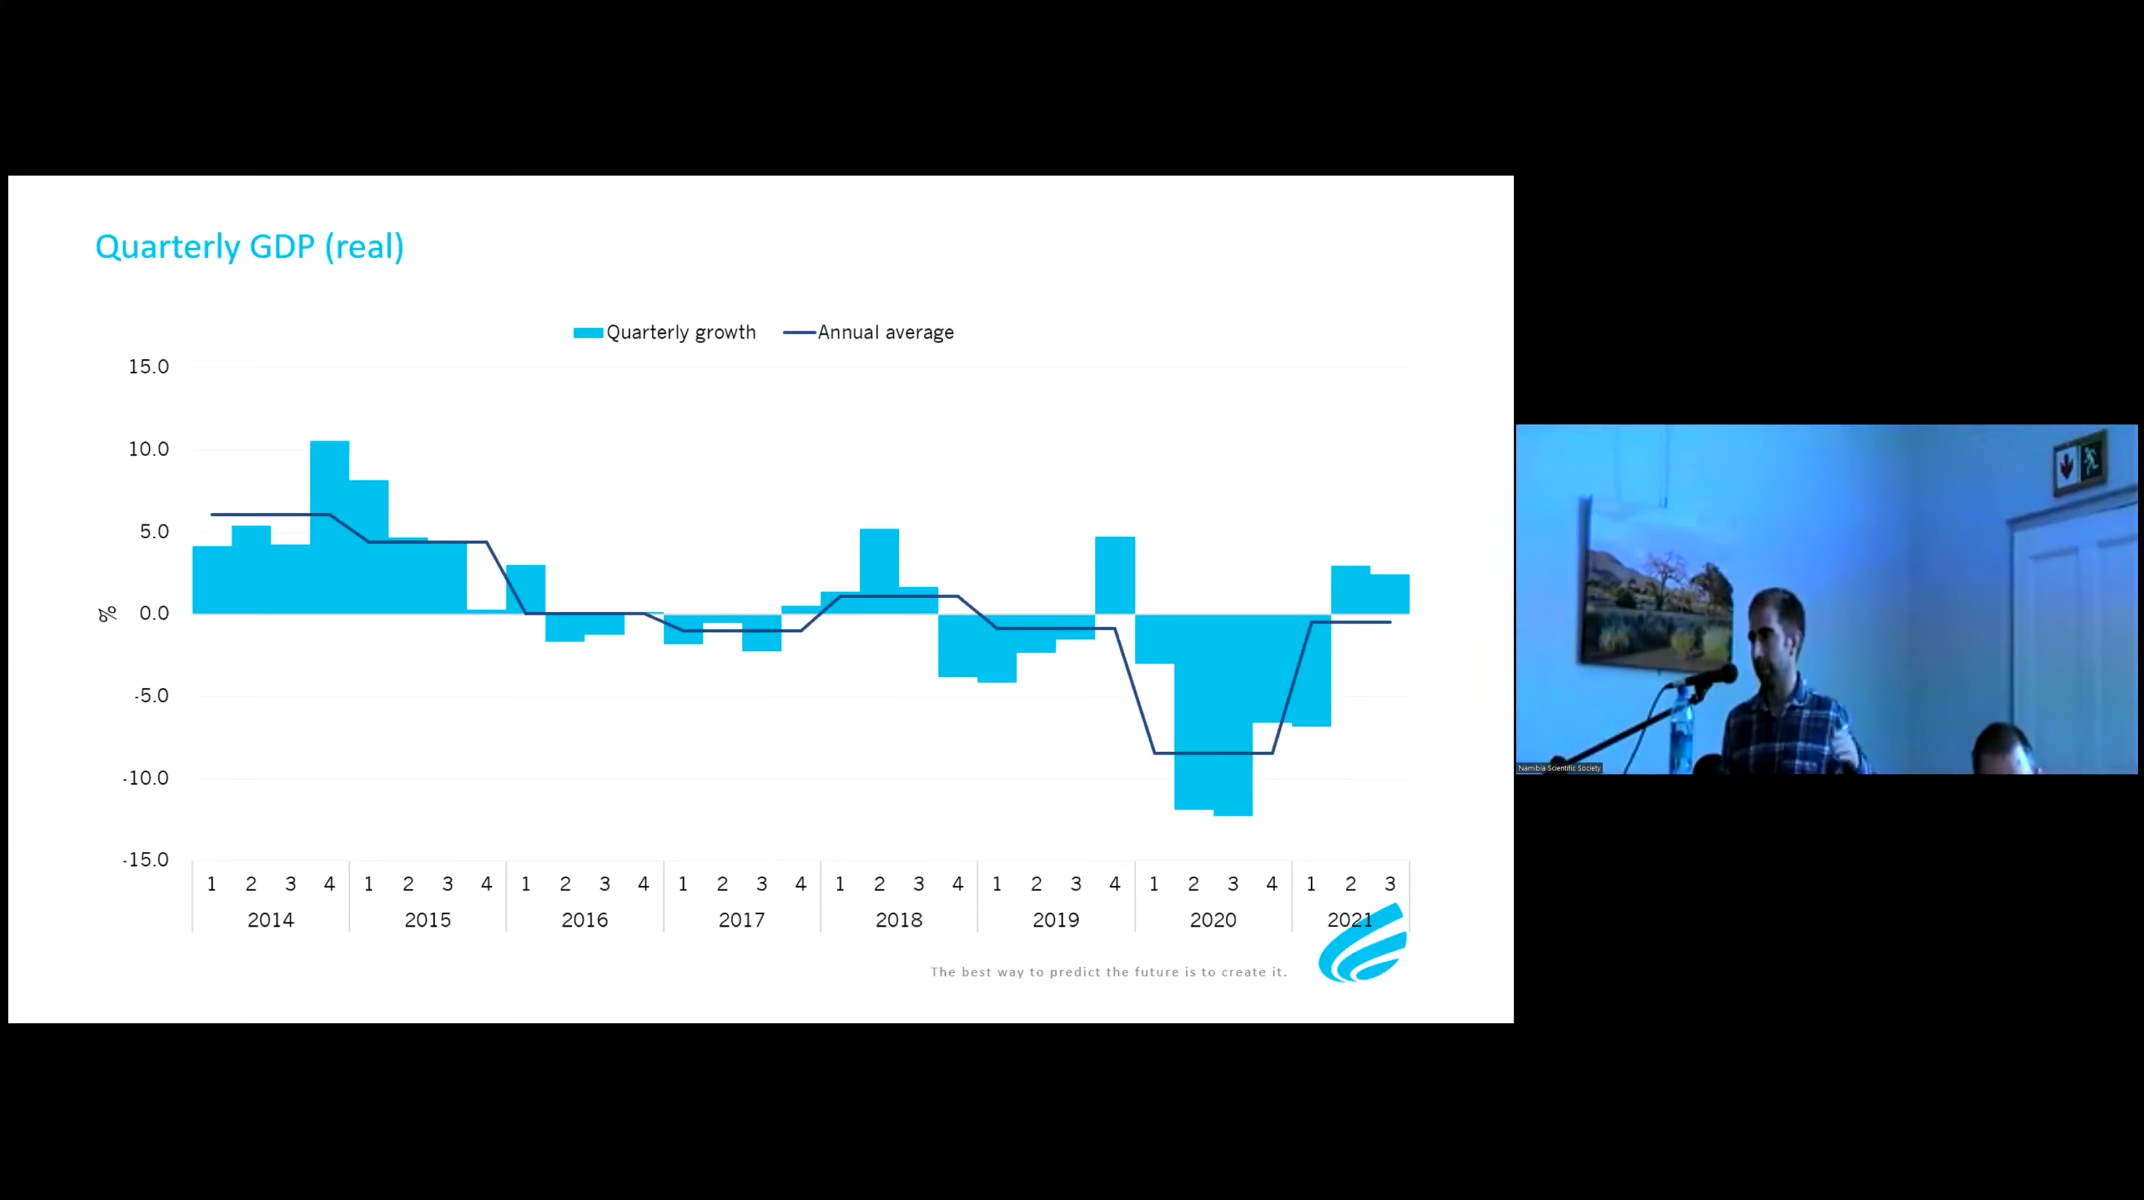 Quarterly GDP (real)
Quarterly growth Annual average
15.0
10.0
5.0
0.0
-5.0
-10.0
-15.0
%
1 2 3 4 1 2 3 4 1 2 3 4 1 2 3 4 1 2 3 4 1 2 3 4 1 2 3 4 1 2 3
2014 2015 2016 2017 2018 2019 2020 2021
The best way to predict the future is to create it.
Namibia Scientific Society